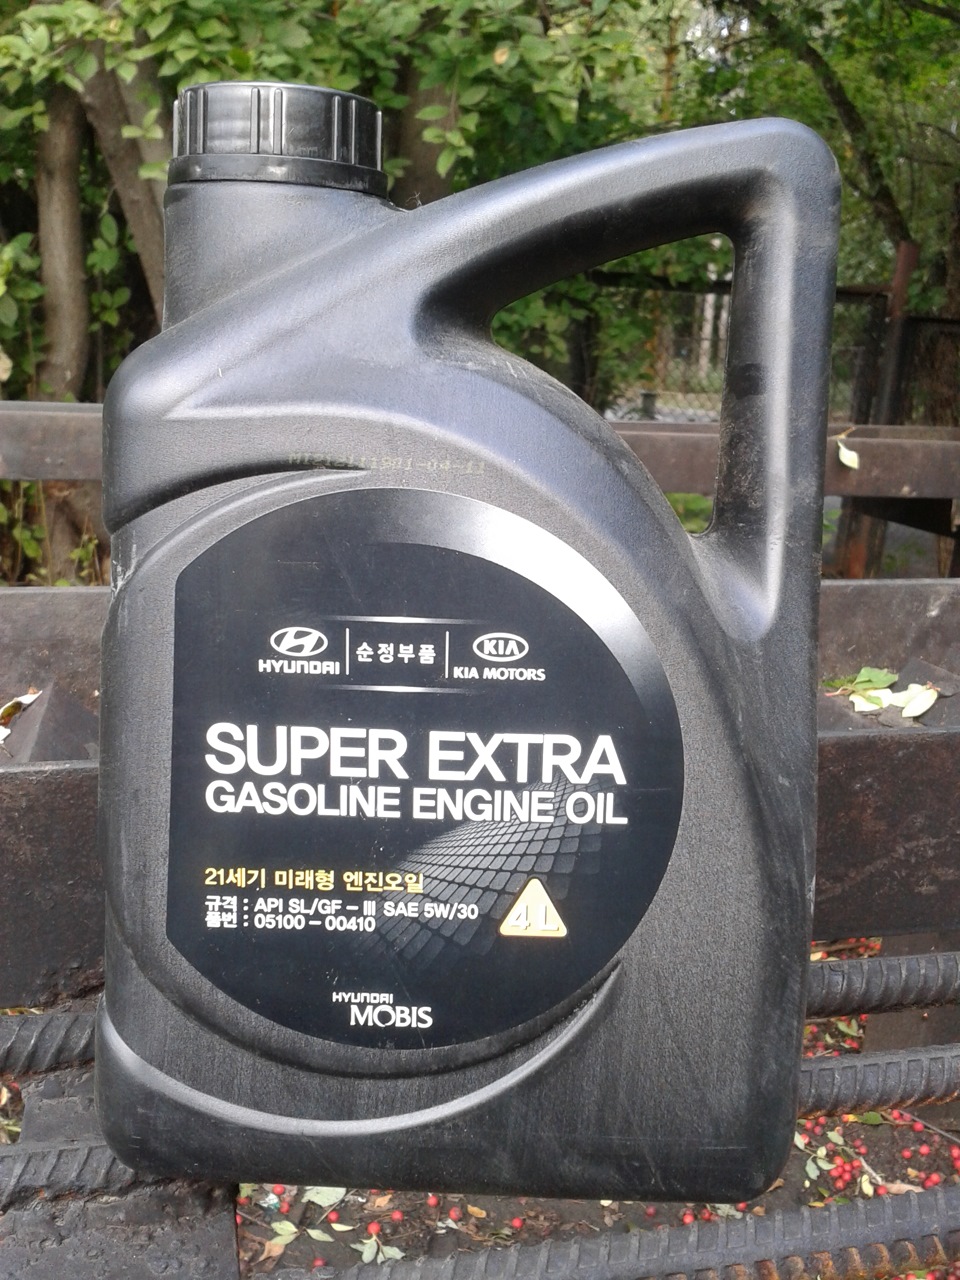 HYUNDAI
순정부품
KIA
KIA MOTORS
SUPER EXTRA
GASOLINE ENGINE OIL
21세기 미래형 엔진오일
규격 : API SL/GF - III SAE 5W/30
품번 : 05100 - 00410
4 L
HYUNDAI
MOBIS